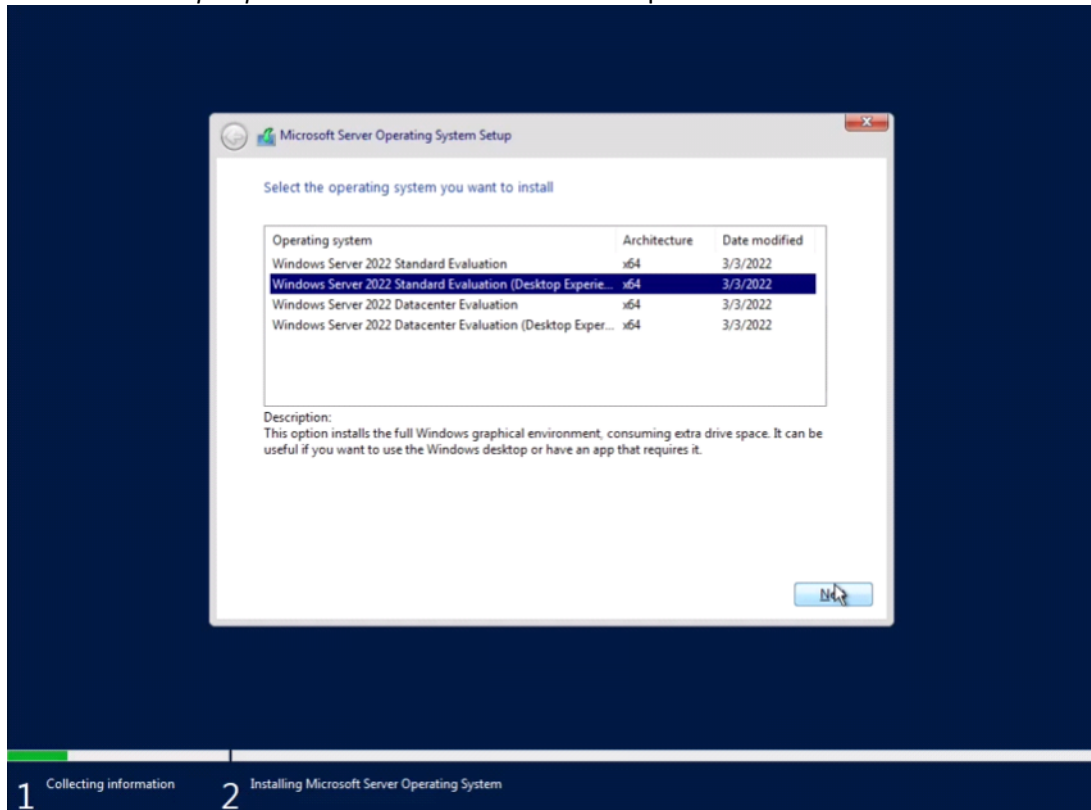 Microsoft Server Operating System Setup
Select the operating system you want to install
Operating system Architecture Date modified
Windows Server 2022 Standard Evaluation x64 3/3/2022
Windows Server 2022 Standard Evaluation (Desktop Experie... x64 3/3/2022
Windows Server 2022 Datacenter Evaluation x64 3/3/2022
Windows Server 2022 Datacenter Evaluation (Desktop Exper... x64 3/3/2022
Description:
This option installs the full Windows graphical environment, consuming extra drive space. It can be
useful if you want to use the Windows desktop or have an app that requires it.
1 Collecting information 2 Installing Microsoft Server Operating System